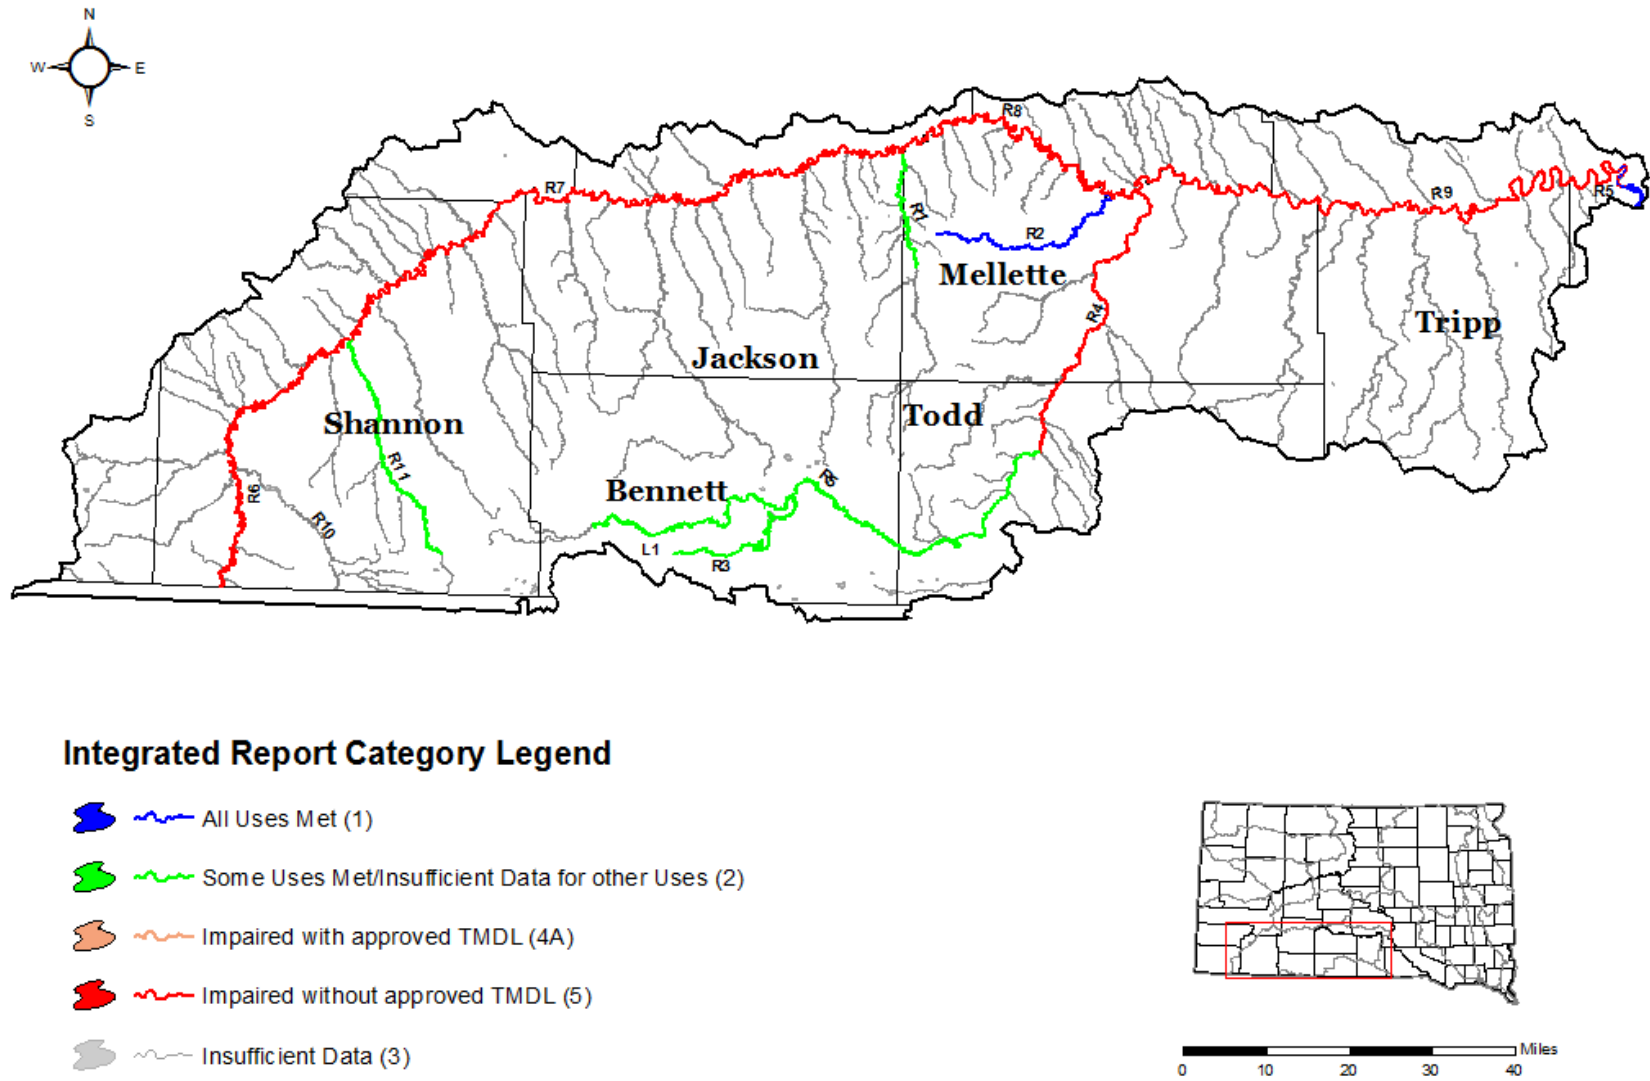 N
W E
S
R8
R7
R9
R5
R1
R2
Mellette
R4
Tripp
Jackson
Shannon
Todd
R11
R6
Bennett
R5
R10
L1
R3
Integrated Report Category Legend
All Uses Met (1)
Some Uses Met/Insufficient Data for other Uses (2)
Impaired with approved TMDL (4A)
Impaired without approved TMDL (5)
Insufficient Data (3)
Miles
0 10 20 30 40